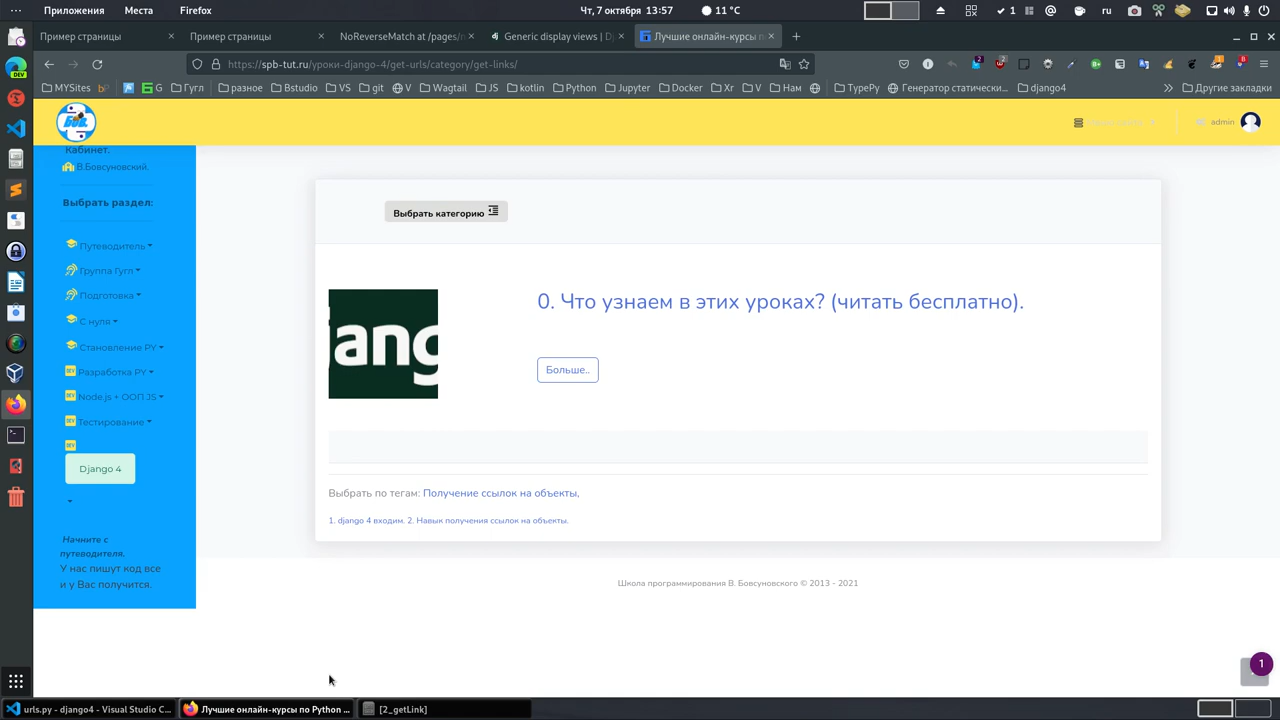 Приложения Места Firefox Чт, 7 октября 13:57 11 °C 1 ru
Пример страницы Пример страницы NoReverseMatch at /pages/n Generic display views | Dj Лучшие онлайн-курсы по
https://spb-tut.ru/уроки-django-4/get-urls/category/get-links/
MYSites G Гугл разное Bstudio VS git V Wagtail JS kotlin Python Jupyter Docker Xr V Нам TypePy Генератор статически… django4 Другие закладки
admin
Кабинет.
В.Бовсуновский.
Выбрать раздел:
Путеводитель
Группа Гугл
Подготовка
С нуля
Становление PY
Разработка PY
Node.js + ООП JS
Тестирование
Django 4
Начните с
путеводителя.
У нас пишут код все
и у Вас получится.
Выбрать категорию
ang
0. Что узнаем в этих уроках? (читать бесплатно).
Больше..
Выбрать по тегам: Получение ссылок на объекты,
1. django 4 входим. 2. Навык получения ссылок на объекты.
Школа программирования В. Бовсуновского © 2013 - 2021
1
urls.py - django4 - Visual Studio C… Лучшие онлайн-курсы по Python … [2_getLink]